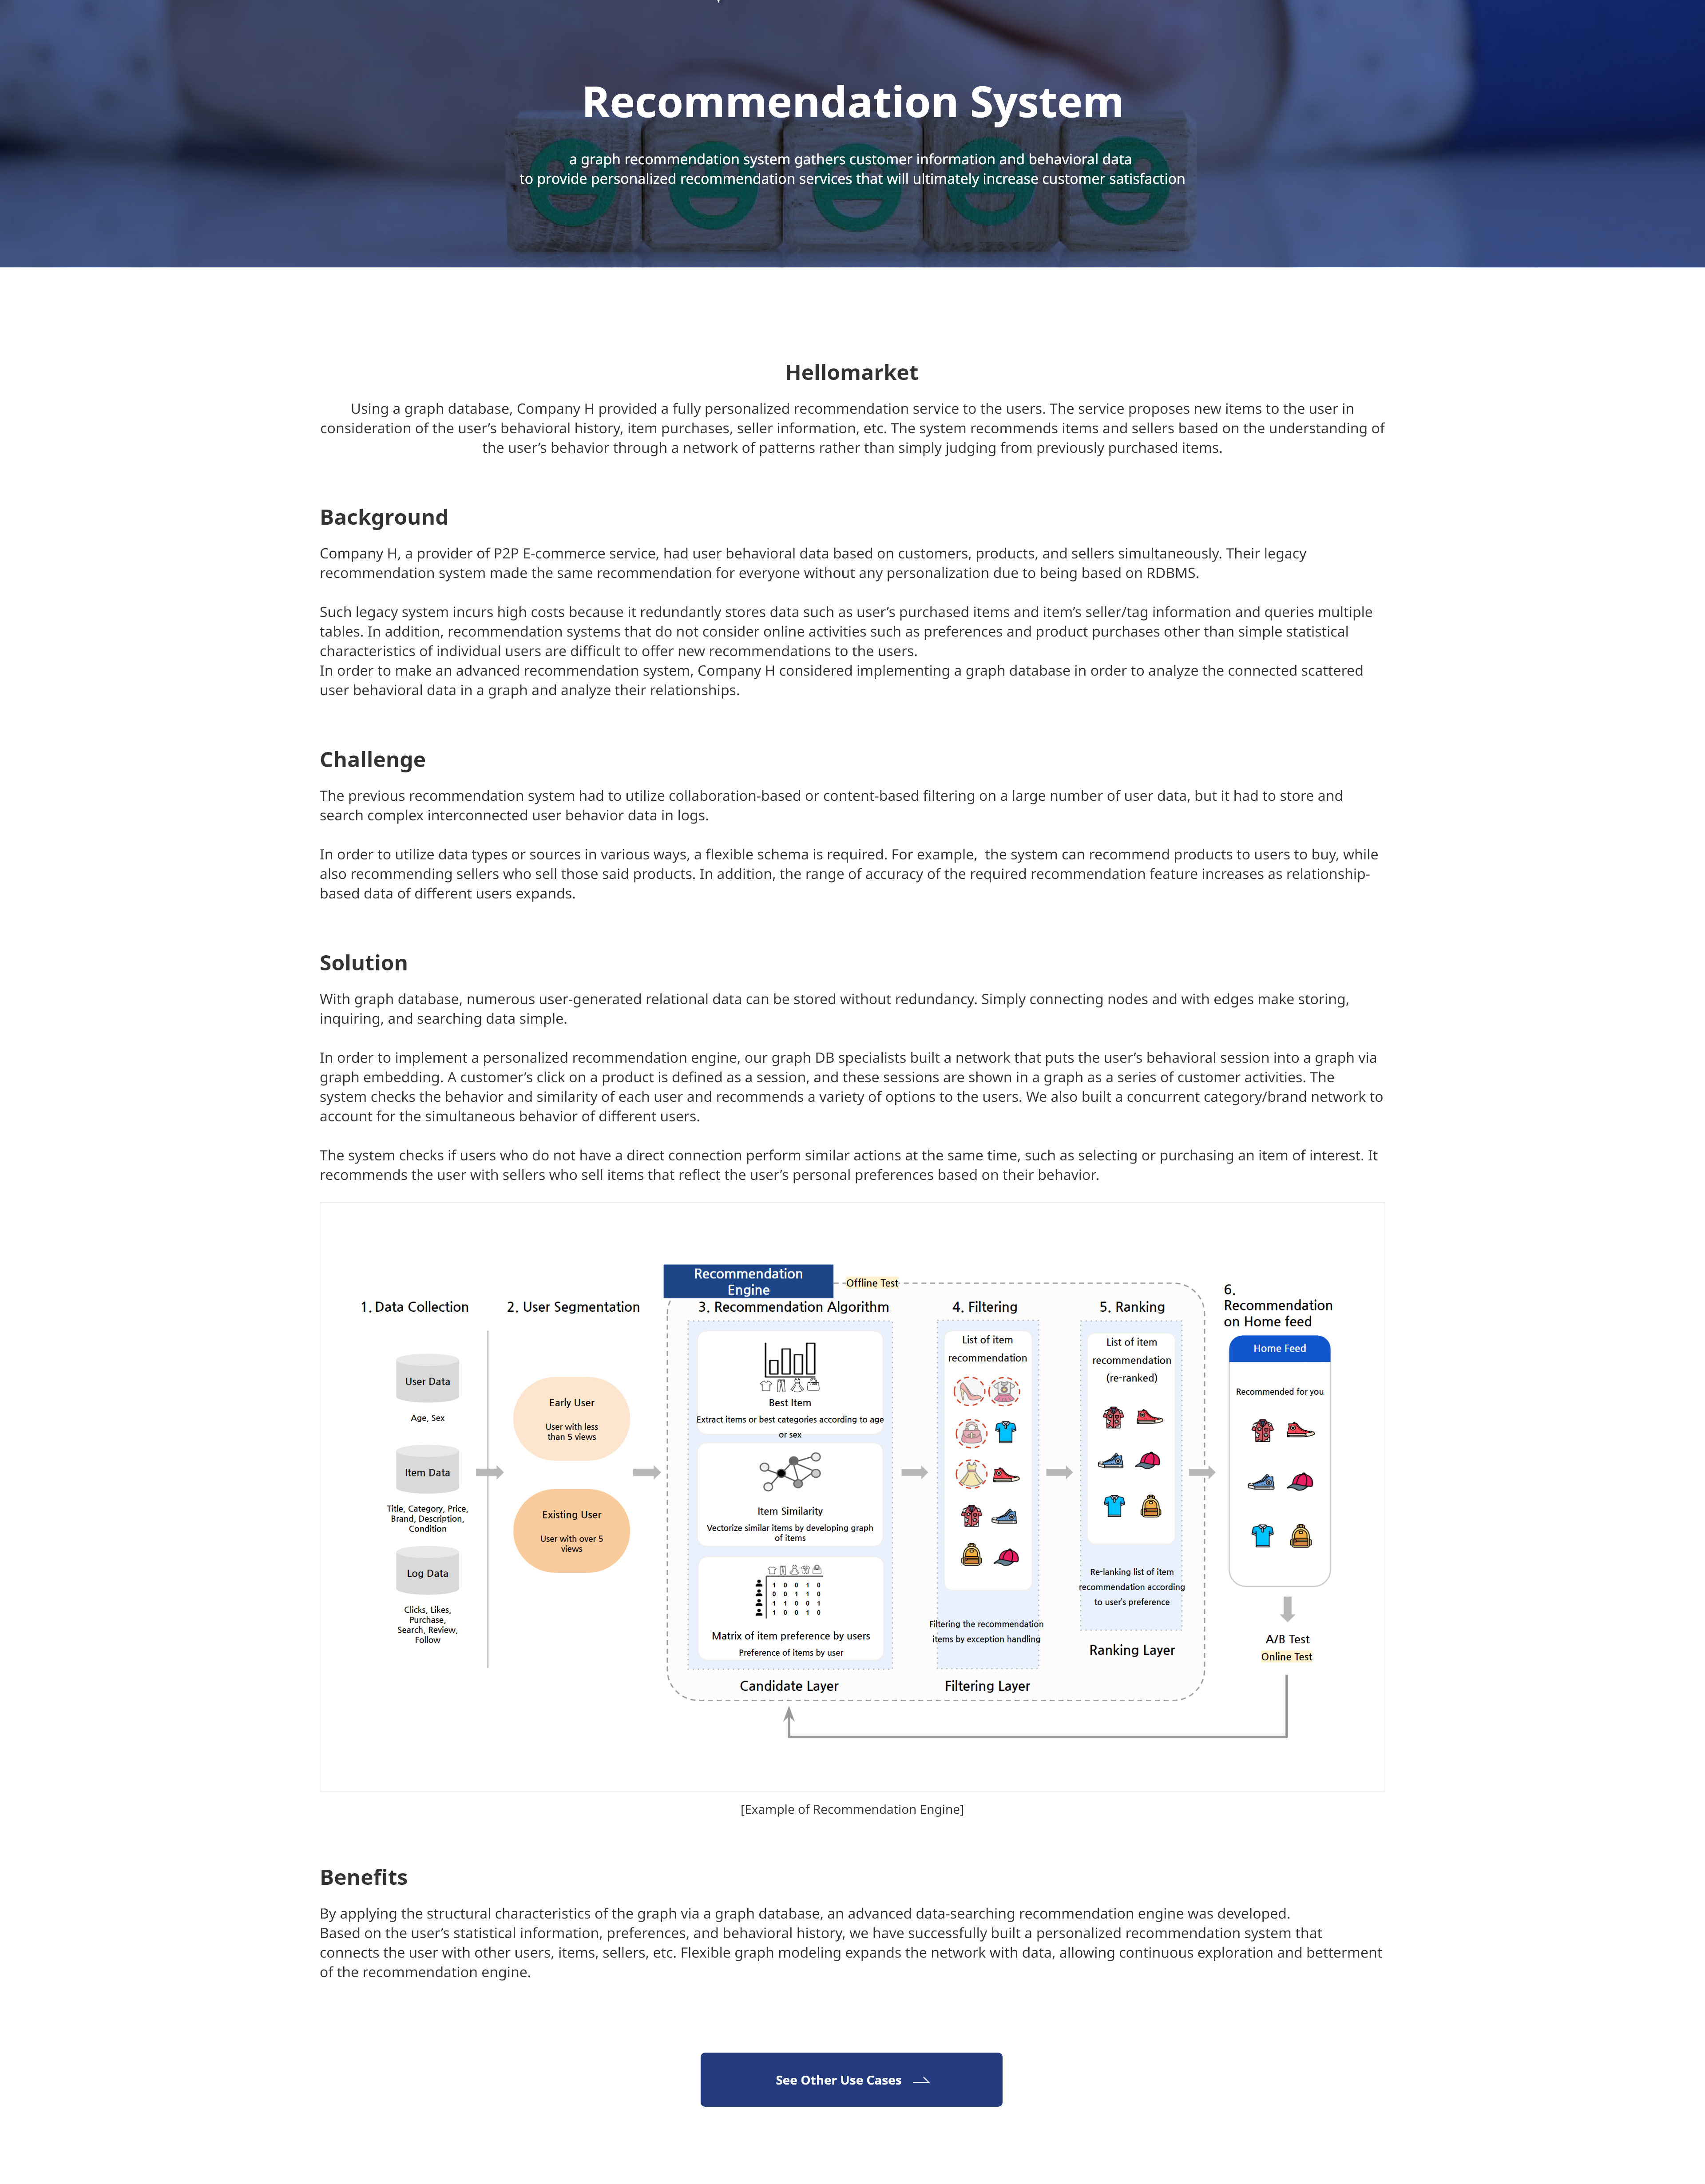 Recommendation System
a graph recommendation system gathers customer information and behavioral data
to provide personalized recommendation services that will ultimately increase customer satisfaction
Hellomarket
Using a graph database, Company H provided a fully personalized recommendation service to the users. The service proposes new items to the user in
consideration of the user’s behavioral history, item purchases, seller information, etc. The system recommends items and sellers based on the understanding of
the user’s behavior through a network of patterns rather than simply judging from previously purchased items.
Background
Company H, a provider of P2P E-commerce service, had user behavioral data based on customers, products, and sellers simultaneously. Their legacy
recommendation system made the same recommendation for everyone without any personalization due to being based on RDBMS.
Such legacy system incurs high costs because it redundantly stores data such as user’s purchased items and item’s seller/tag information and queries multiple
tables. In addition, recommendation systems that do not consider online activities such as preferences and product purchases other than simple statistical
characteristics of individual users are difficult to offer new recommendations to the users.
In order to make an advanced recommendation system, Company H considered implementing a graph database in order to analyze the connected scattered
user behavioral data in a graph and analyze their relationships.
Challenge
The previous recommendation system had to utilize collaboration-based or content-based filtering on a large number of user data, but it had to store and
search complex interconnected user behavior data in logs.
In order to utilize data types or sources in various ways, a flexible schema is required. For example,  the system can recommend products to users to buy, while
also recommending sellers who sell those said products. In addition, the range of accuracy of the required recommendation feature increases as relationship-
based data of different users expands.
Solution
With graph database, numerous user-generated relational data can be stored without redundancy. Simply connecting nodes and with edges make storing,
inquiring, and searching data simple.
In order to implement a personalized recommendation engine, our graph DB specialists built a network that puts the user’s behavioral session into a graph via
graph embedding. A customer’s click on a product is defined as a session, and these sessions are shown in a graph as a series of customer activities. The
system checks the behavior and similarity of each user and recommends a variety of options to the users. We also built a concurrent category/brand network to
account for the simultaneous behavior of different users.
The system checks if users who do not have a direct connection perform similar actions at the same time, such as selecting or purchasing an item of interest. It
recommends the user with sellers who sell items that reflect the user’s personal preferences based on their behavior.
Recommendation
Engine
Offline Test
1. Data Collection
User Data
Age, Sex
Item Data
Title, Category, Price,
Brand, Description,
Condition
Log Data
Clicks, Likes,
Purchase,
Search, Review,
Follow
2. User Segmentation
Early User
User with less
than 5 views
Existing User
User with over 5
views
3. Recommendation Algorithm
Best Item
Extract items or best categories according to age
or sex
Item Similarity
Vectorize similar items by developing graph
of items
1 0 0 1 0
0 0 1 1 0
1 1 0 0 1
1 0 0 1 0
Matrix of item preference by users
Preference of items by user
Candidate Layer
4. Filtering
List of item
recommendation
Filtering the recommendation
items by exception handling
Filtering Layer
5. Ranking
List of item
recommendation
(re-ranked)
Re-lanking list of item
recommendation according
to user's preference
Ranking Layer
6.
Recommendation
on Home feed
Home Feed
Recommended for you
A/B Test
Online Test
[Example of Recommendation Engine]
Benefits
By applying the structural characteristics of the graph via a graph database, an advanced data-searching recommendation engine was developed.
Based on the user’s statistical information, preferences, and behavioral history, we have successfully built a personalized recommendation system that
connects the user with other users, items, sellers, etc. Flexible graph modeling expands the network with data, allowing continuous exploration and betterment
of the recommendation engine.
See Other Use Cases